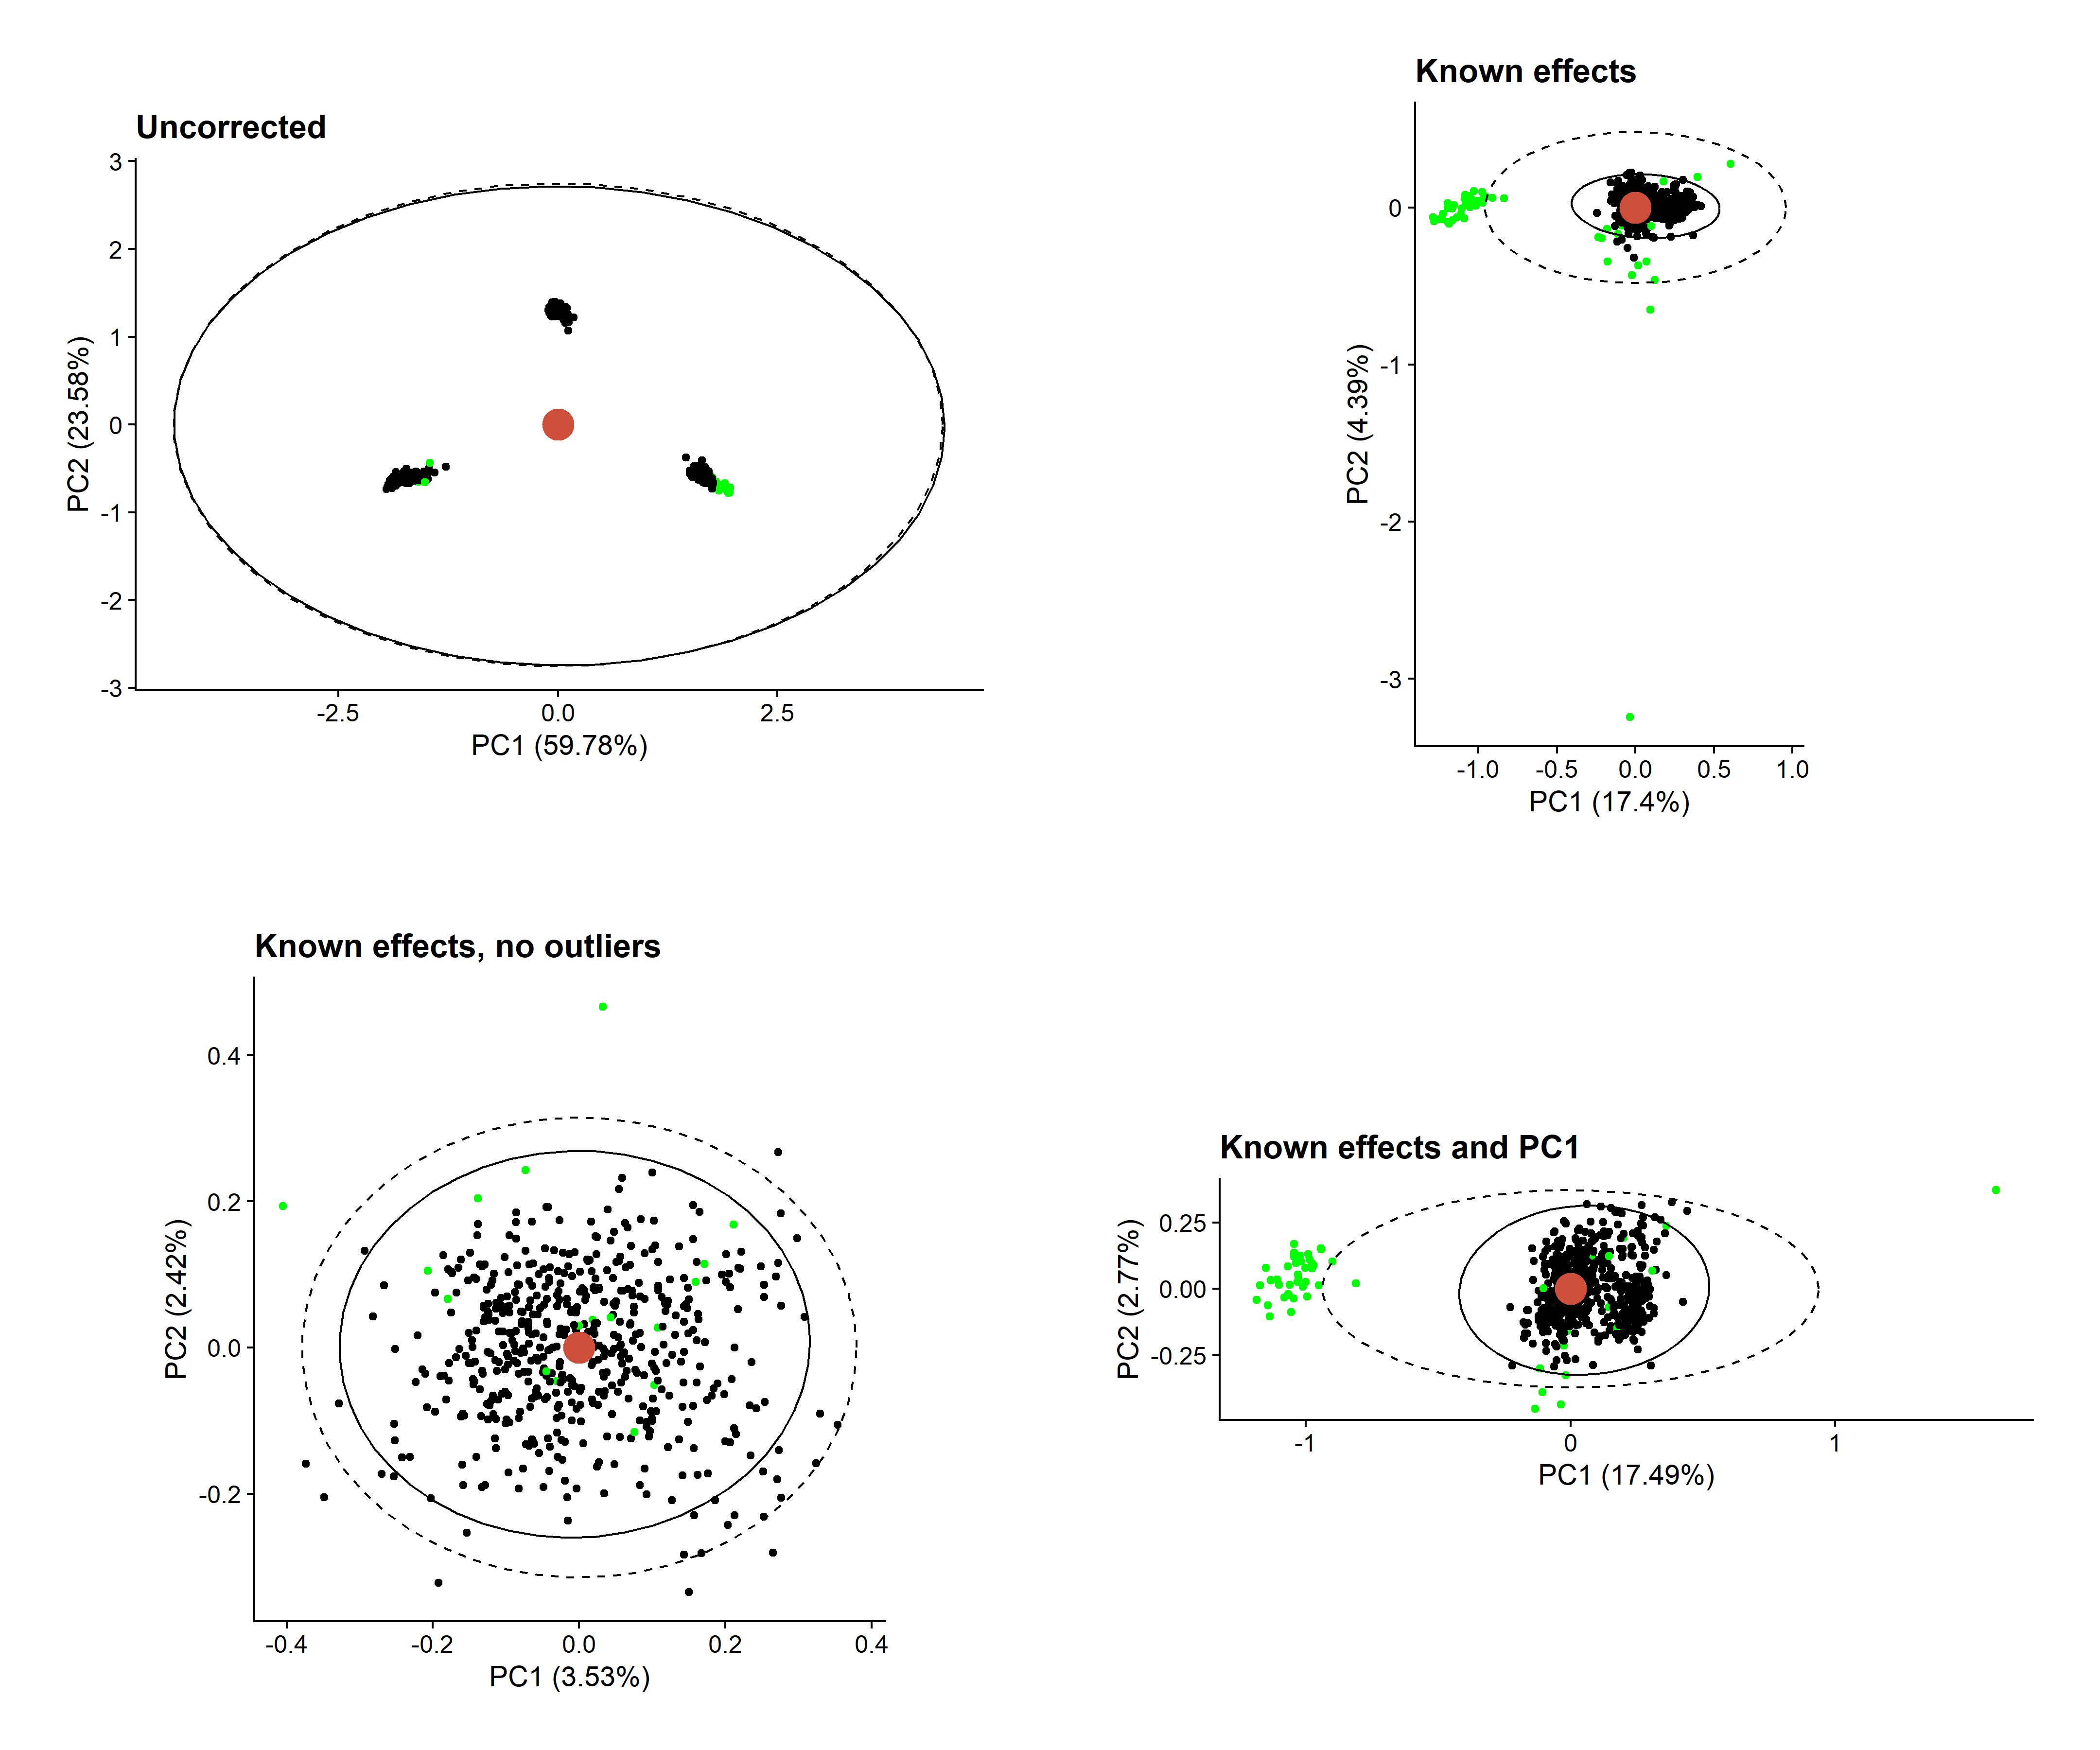 Uncorrected
3
2
1
0
-1
-2
-3
PC2 (23.58%)
-2.5 0.0 2.5
PC1 (59.78%)
Known effects
0
-1
-2
-3
PC2 (4.39%)
-1.0 -0.5 0.0 0.5 1.0
PC1 (17.4%)
Known effects, no outliers
0.4
0.2
0.0
-0.2
PC2 (2.42%)
-0.4 -0.2 0.0 0.2 0.4
PC1 (3.53%)
Known effects and PC1
0.25
0.00
-0.25
PC2 (2.77%)
-1 0 1
PC1 (17.49%)